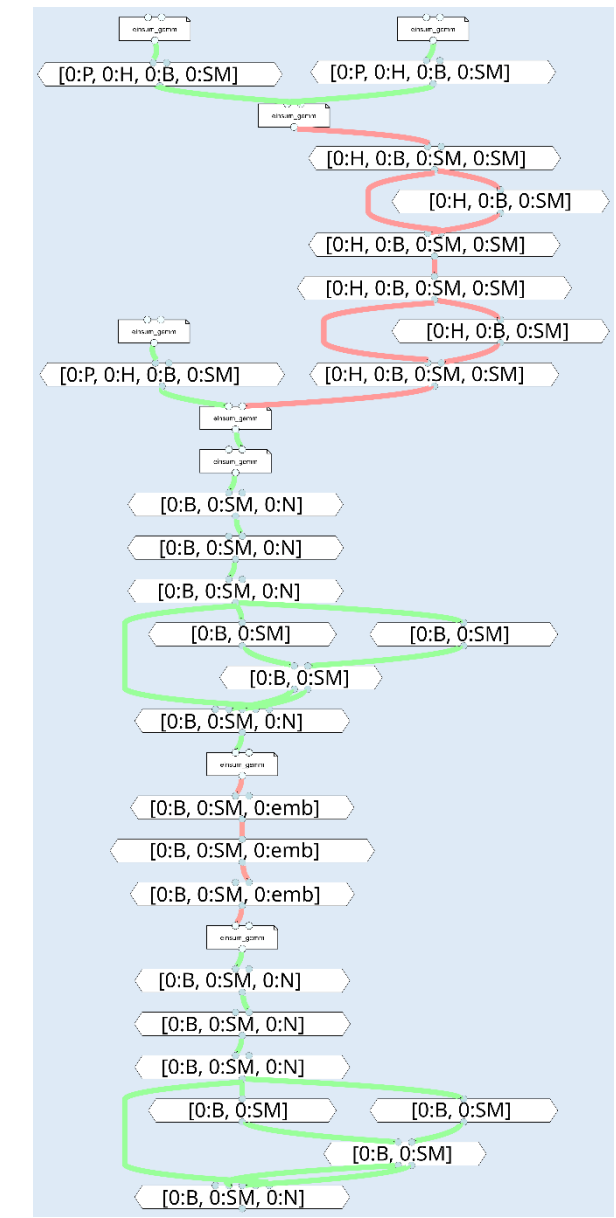 einsum_gemm einsum_gemm
[0:P, 0:H, 0:B, 0:SM] [0:P, 0:H, 0:B, 0:SM]
einsum_gemm
[0:H, 0:B, 0:SM, 0:SM]
[0:H, 0:B, 0:SM]
[0:H, 0:B, 0:SM, 0:SM]
[0:H, 0:B, 0:SM, 0:SM]
einsum_gemm [0:H, 0:B, 0:SM]
[0:P, 0:H, 0:B, 0:SM] [0:H, 0:B, 0:SM, 0:SM]
einsum_gemm
einsum_gemm
[0:B, 0:SM, 0:N]
[0:B, 0:SM, 0:N]
[0:B, 0:SM, 0:N]
[0:B, 0:SM] [0:B, 0:SM]
[0:B, 0:SM]
[0:B, 0:SM, 0:N]
einsum_gemm
[0:B, 0:SM, 0:emb]
[0:B, 0:SM, 0:emb]
[0:B, 0:SM, 0:emb]
einsum_gemm
[0:B, 0:SM, 0:N]
[0:B, 0:SM, 0:N]
[0:B, 0:SM, 0:N]
[0:B, 0:SM] [0:B, 0:SM]
[0:B, 0:SM]
[0:B, 0:SM, 0:N]